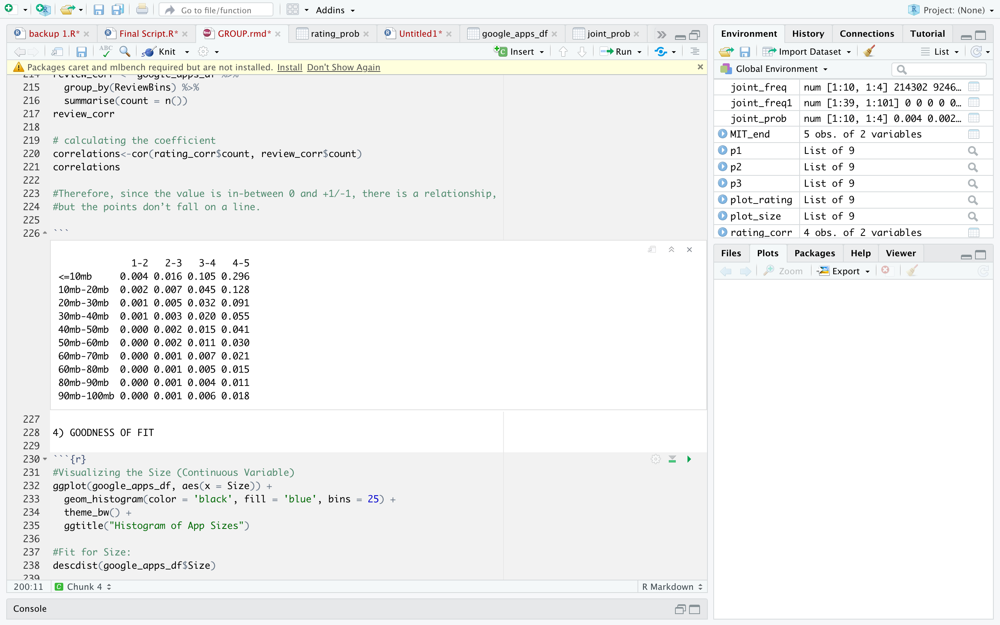 Go to file/function Addins Project: (None)
backup 1.R* Final Script.R* GROUP.rmd* rating_prob Untitled1* google_apps_df joint_prob
ABC Knit Insert Run
Packages caret and mlbench required but are not installed. Install Don't Show Again
214 review_corr <- google_apps_df %>%
215 group_by(ReviewBins) %>%
216 summarise(count = n())
217 review_corr
218
219 # calculating the coefficient
220 correlations<-cor(rating_corr$count, review_corr$count)
221 correlations
222
223 #Therefore, since the value is in-between 0 and +1/-1, there is a relationship,
224 #but the points don’t fall on a line.
225
226 ```
1-2 2-3 3-4 4-5
<=10mb 0.004 0.016 0.105 0.296
10mb-20mb 0.002 0.007 0.045 0.128
20mb-30mb 0.001 0.005 0.032 0.091
30mb-40mb 0.001 0.003 0.020 0.055
40mb-50mb 0.000 0.002 0.015 0.041
50mb-60mb 0.000 0.002 0.011 0.030
60mb-70mb 0.000 0.001 0.007 0.021
60mb-80mb 0.000 0.001 0.005 0.015
80mb-90mb 0.000 0.001 0.004 0.011
90mb-100mb 0.000 0.001 0.006 0.018
227
228 4) GOODNESS OF FIT
229
230 ```{r}
231 #Visualizing the Size (Continuous Variable)
232 ggplot(google_apps_df, aes(x = Size)) +
233 geom_histogram(color = 'black', fill = 'blue', bins = 25) +
234 theme_bw() +
235 ggtitle("Histogram of App Sizes")
236
237 #Fit for Size:
238 descdist(google_apps_df$Size)
239
200:11 C Chunk 4 R Markdown
Console
Environment History Connections Tutorial
Import Dataset List
Global Environment
joint_freq num [1:10, 1:4] 214302 9246…
joint_freq1 num [1:39, 1:101] 0 0 0 0 0…
joint_prob num [1:10, 1:4] 0.004 0.002…
MIT_end 5 obs. of 2 variables
p1 List of 9
p2 List of 9
p3 List of 9
plot_rating List of 9
plot_size List of 9
rating_corr 4 obs. of 2 variables
Files Plots Packages Help Viewer
Zoom Export